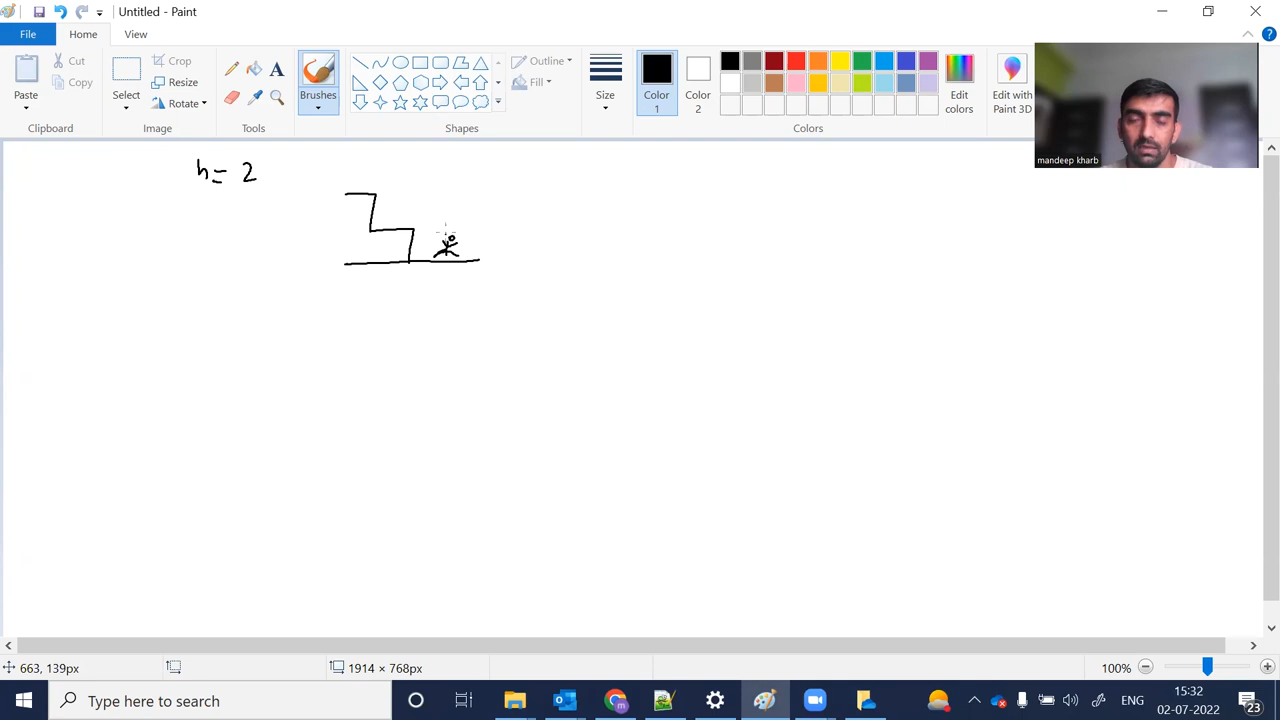 Untitled - Paint
File
Home
View
Paste
Cut
Copy
Clipboard
Select
Crop
Resize
Rotate
Image
Tools
Brushes
Shapes
Outline
Fill
Size
Color
1
Color
2
Colors
Edit
colors
Edit with
Paint 3D
mandeep kharb
n= 2
663, 139px
1914 × 768px
100%
Type here to search
ENG
15:32
02-07-2022
23